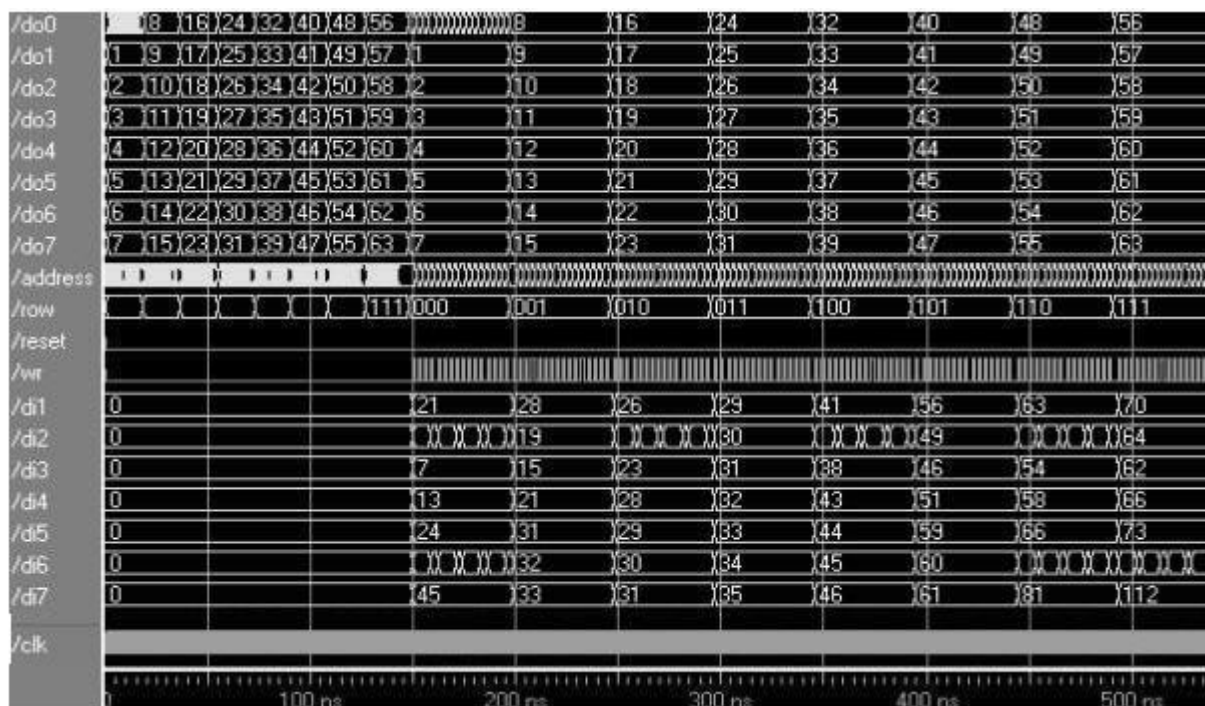 /do0 8 16 24 32 40 48 56 8 16 24 32 40 48 56
/do1 1 9 17 25 33 41 49 57 1 9 17 25 33 41 49 57
/do2 2 10 18 26 34 42 50 58 2 10 18 26 34 42 50 58
/do3 3 11 19 27 35 43 51 59 3 11 19 27 35 43 51 59
/do4 4 12 20 28 36 44 52 60 4 12 20 28 36 44 52 60
/do5 5 13 21 29 37 45 53 61 5 13 21 29 37 45 53 61
/do6 6 14 22 30 38 46 54 62 6 14 22 30 38 46 54 62
/do7 7 15 23 31 39 47 55 63 7 15 23 31 39 47 55 63
/address
/row 111 000 001 010 011 100 101 110 111
/reset
/wr
/di1 0 21 28 26 29 41 56 63 70
/di2 0 19 30 49 64
/di3 0 7 15 23 31 38 46 54 62
/di4 0 13 21 28 32 43 51 58 66
/di5 0 24 31 29 33 44 59 66 73
/di6 0 32 30 34 45 60
/di7 0 45 33 31 35 46 61 81 112
/clk
100 ns 200 ns 300 ns 400 ns 500 ns